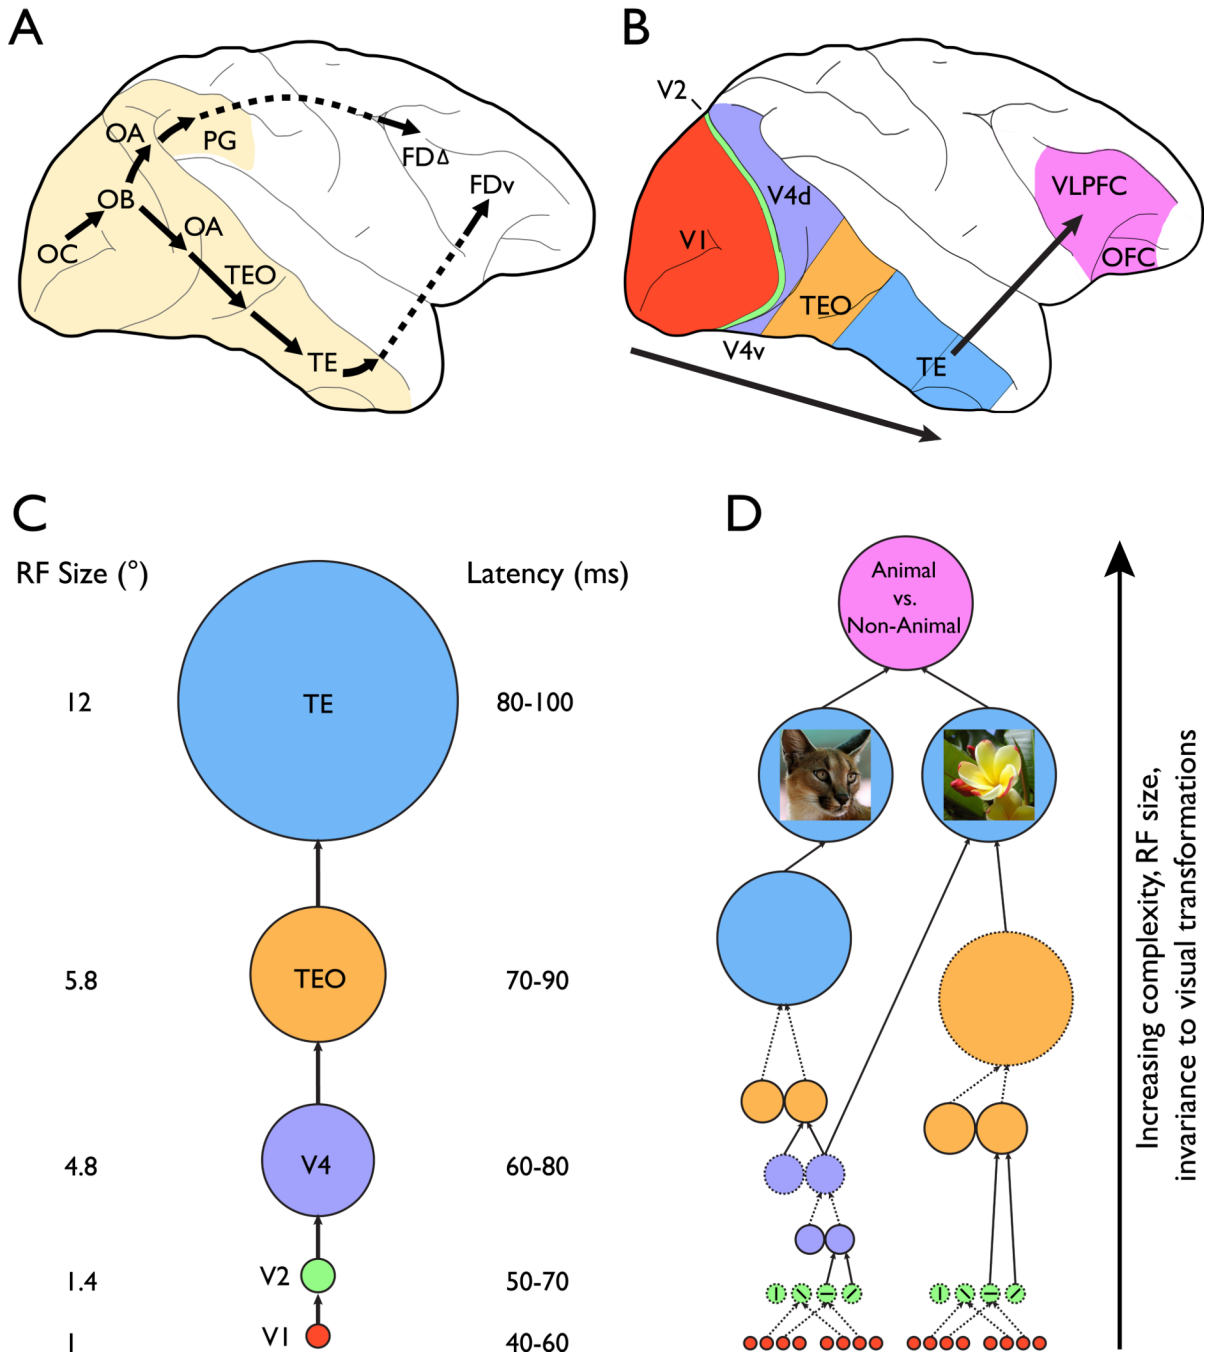 A
OA
PG
FDΔ
FDv
OB
OA
OC
TEO
TE
B
V2
V4d
VLPFC
V1
OFC
TEO
V4v
TE
C
RF Size (°)
Latency (ms)
12
TE
80-100
5.8
TEO
70-90
4.8
V4
60-80
1.4
V2
50-70
1
V1
40-60
D
Animal
vs.
Non-Animal
Increasing complexity, RF size,
invariance to visual transformations